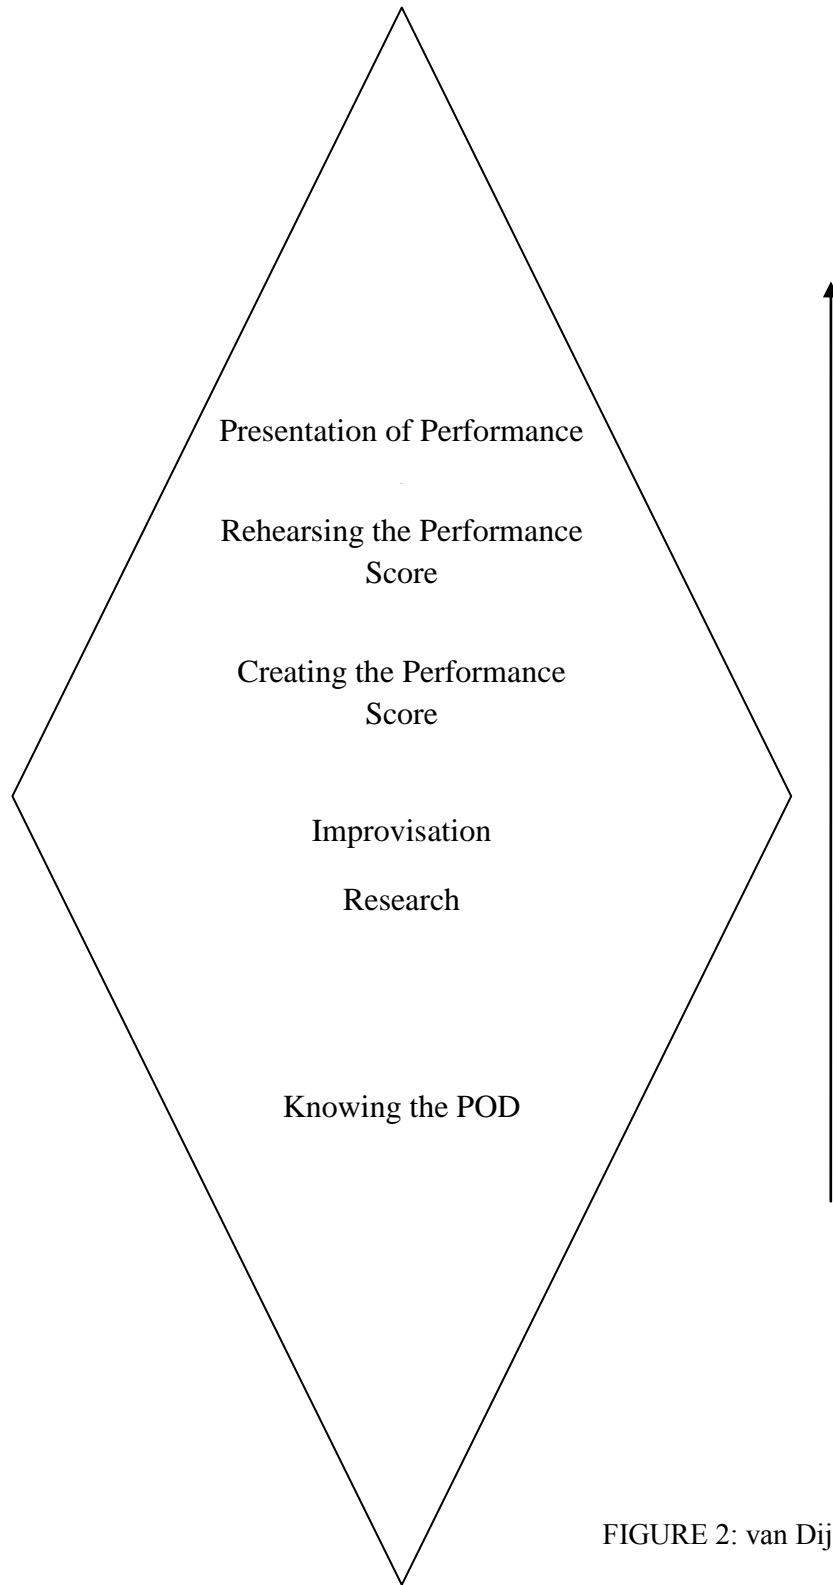 Presentation of Performance
Rehearsing the Performance
Score
Creating the Performance
Score
Improvisation
Research
Knowing the POD
FIGURE 2: van Dij